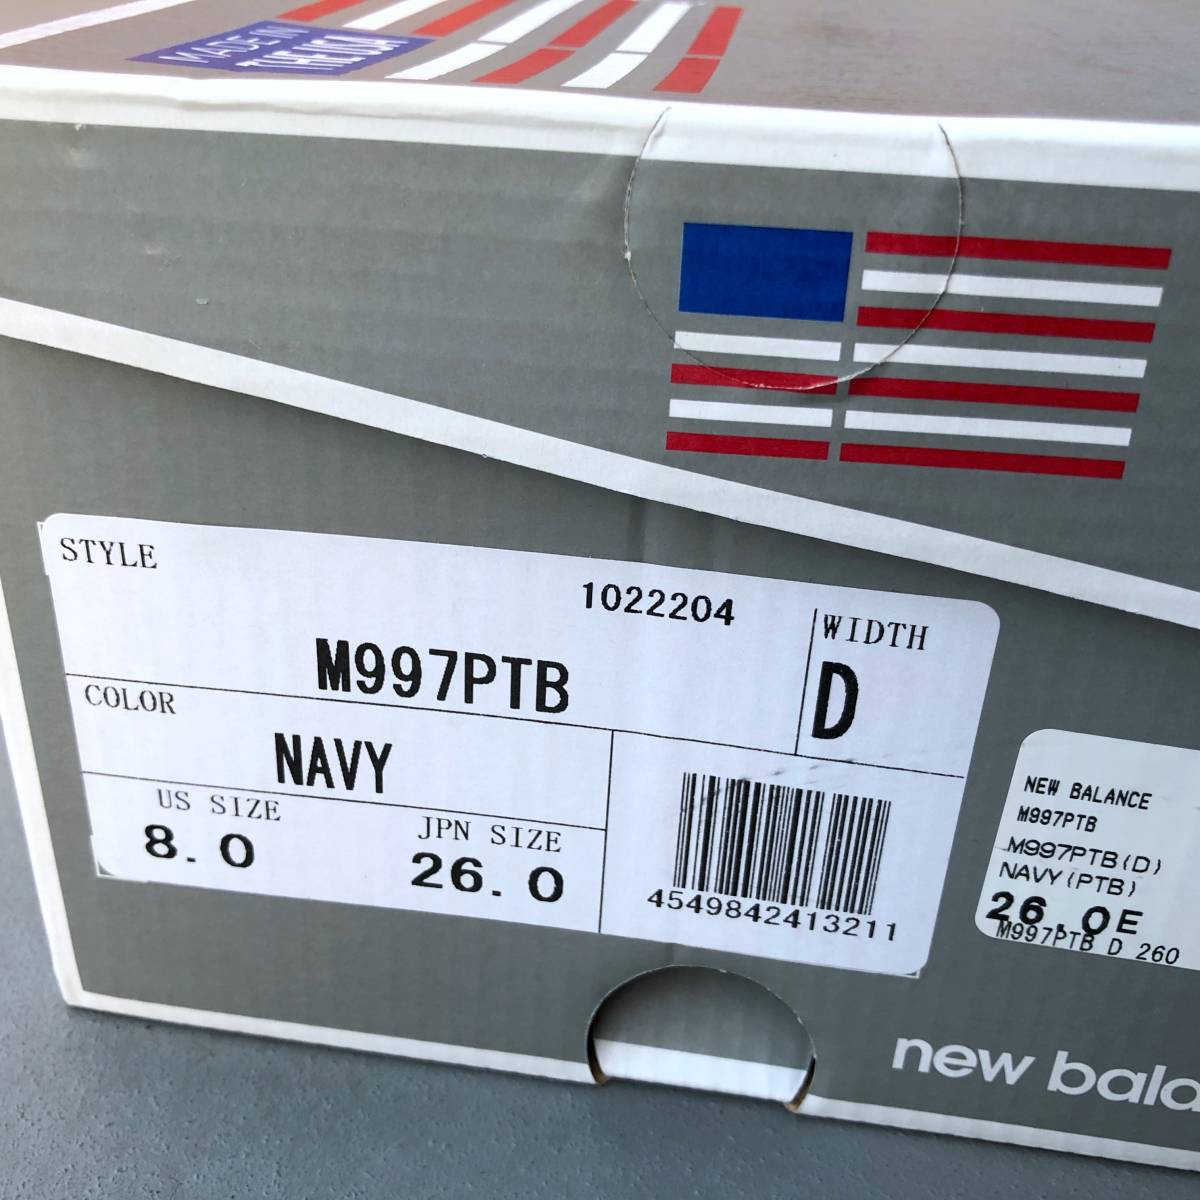 MADE IN
THE USA
STYLE
1022204
WIDTH
M997PTB
D
COLOR
NAVY
US SIZE
JPN SIZE
8.0
26.0
4549842413211
NEW BALANCE
M997PTB
M997PTB(D)
NAVY(PTB)
26.0E
M997PTB D 260
new bala